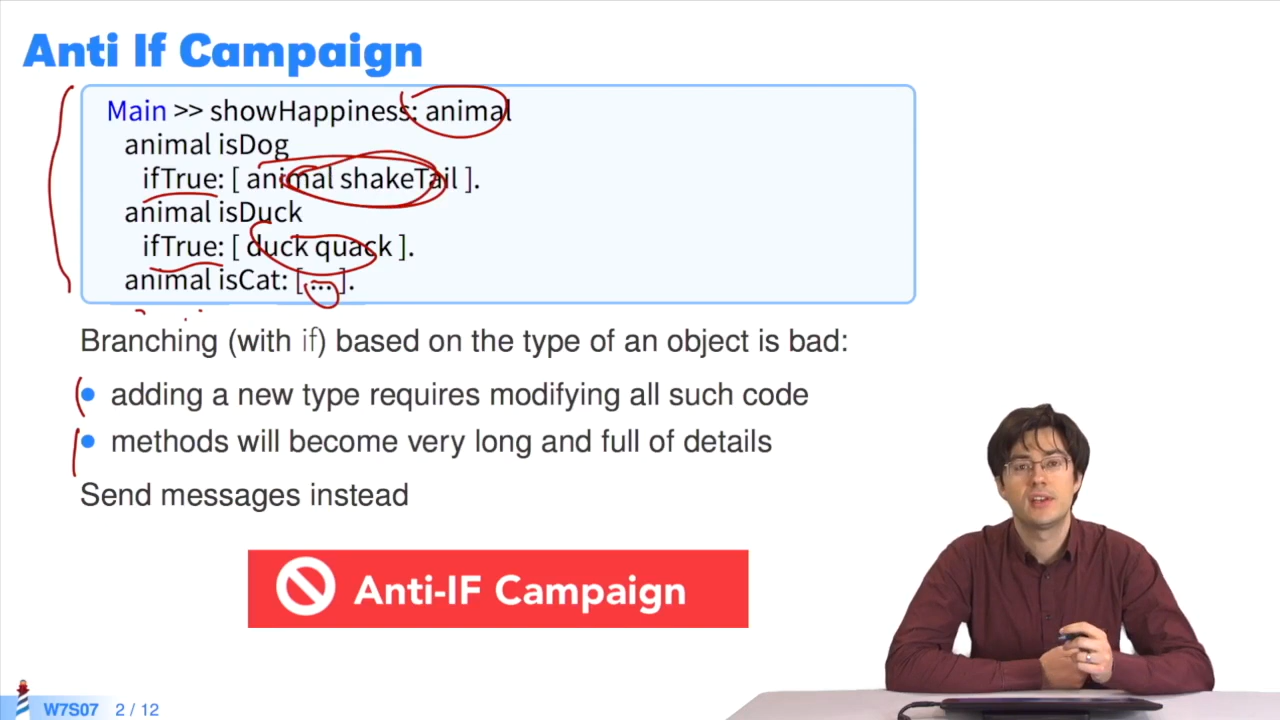 Anti If Campaign
Main >> showHappiness: animal
animal isDog
ifTrue: [ animal shakeTail ].
animal isDuck
ifTrue: [ duck quack ].
animal isCat: [ ... ].
Branching (with if) based on the type of an object is bad:
• adding a new type requires modifying all such code
• methods will become very long and full of details
Send messages instead
Anti-IF Campaign
W7S07 2 / 12